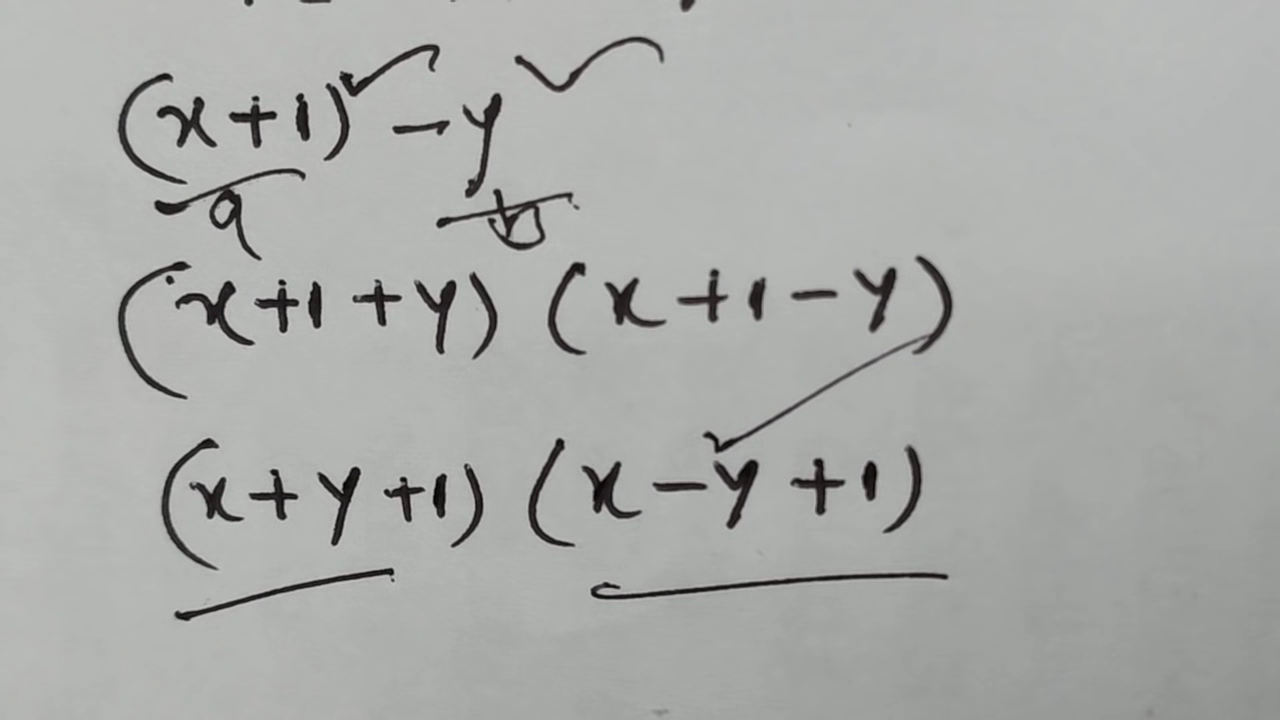 (x+1)² - y²
a b
(x+1+y) (x+1-y)
(x+y+1) (x-y+1)